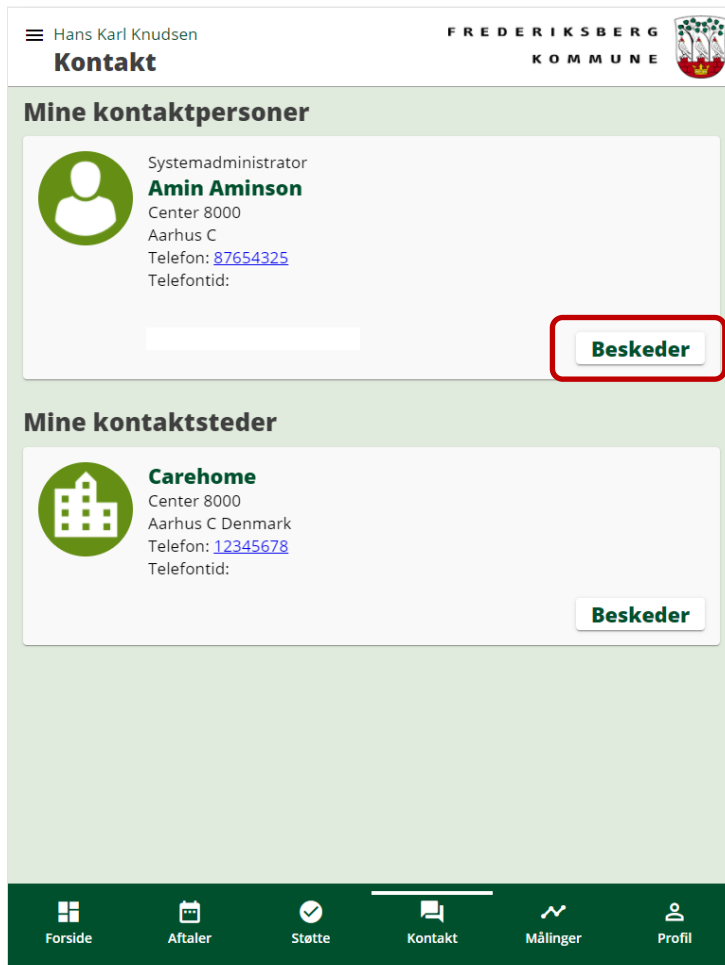 Hans Karl Knudsen
Kontakt
FREDERIKSBERG
KOMMUNE
Mine kontaktpersoner
Systemadministrator
Amin Aminson
Center 8000
Aarhus C
Telefon: 87654325
Telefontid:
Beskeder
Mine kontaktsteder
Carehome
Center 8000
Aarhus C Denmark
Telefon: 12345678
Telefontid:
Beskeder
Forside Aftaler Støtte Kontakt Målinger Profil